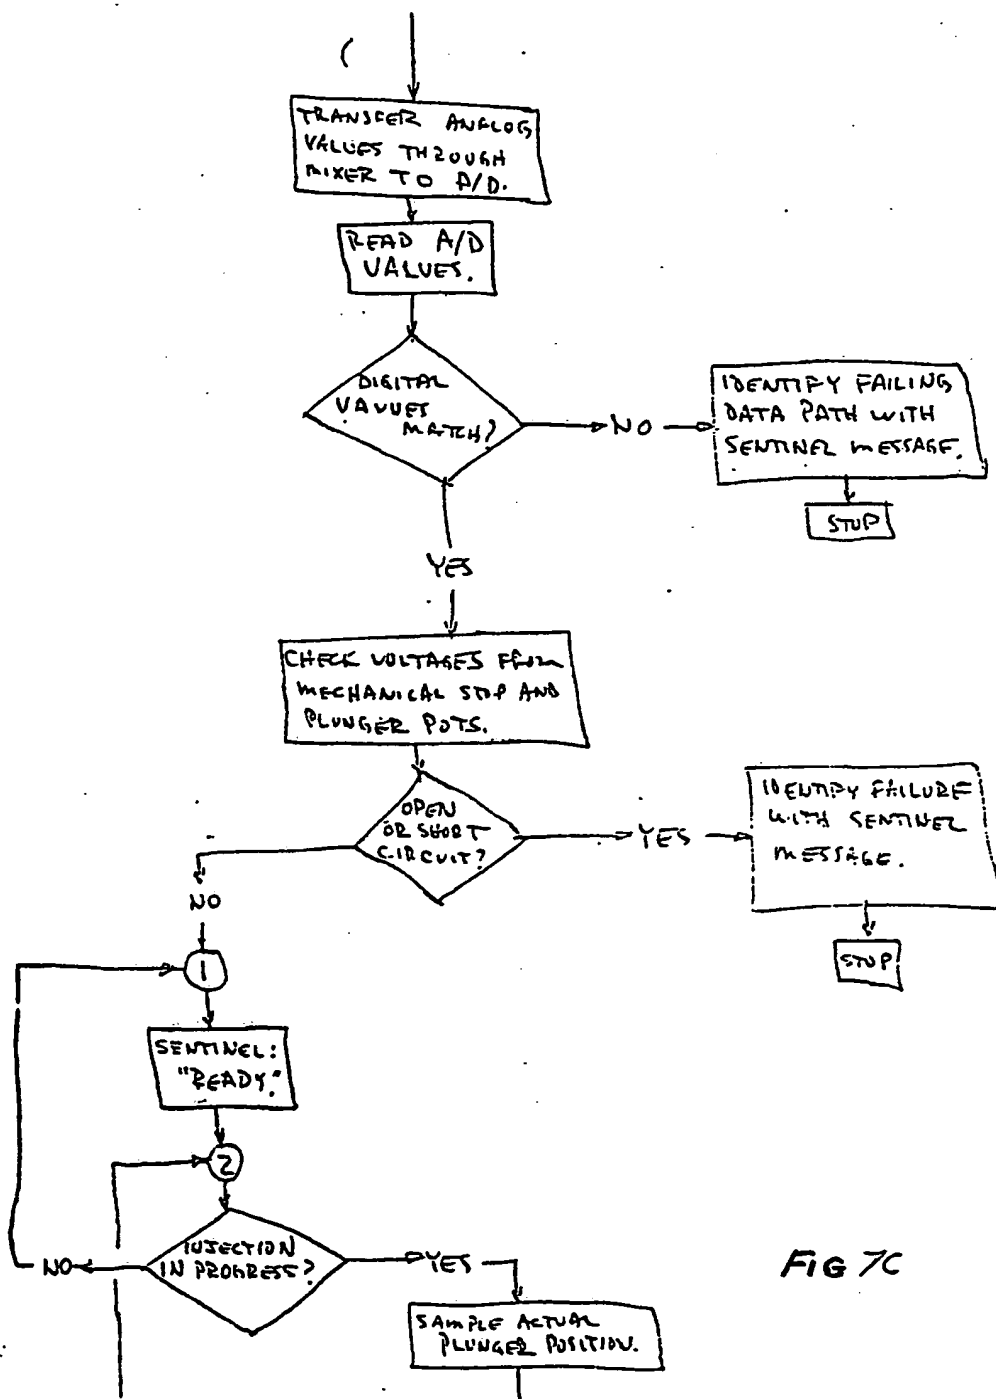 TRANSFER ANALOG
VALUES THROUGH
MIXER TO A/D.
READ A/D
VALUES.
DIGITAL
VALUES
MATCH?
NO
IDENTIFY FAILING
DATA PATH WITH
SENTINEL MESSAGE.
STOP
YES
CHECK VOLTAGES FROM
MECHANICAL STOP AND
PLUNGER POTS.
OPEN
OR SHORT
CIRCUIT?
YES
IDENTIFY FAILURE
WITH SENTINEL
MESSAGE.
STOP
NO
1
SENTINEL:
"READY."
2
INJECTION
IN PROGRESS?
NO
YES
SAMPLE ACTUAL
PLUNGER POSITION.
FIG 7C